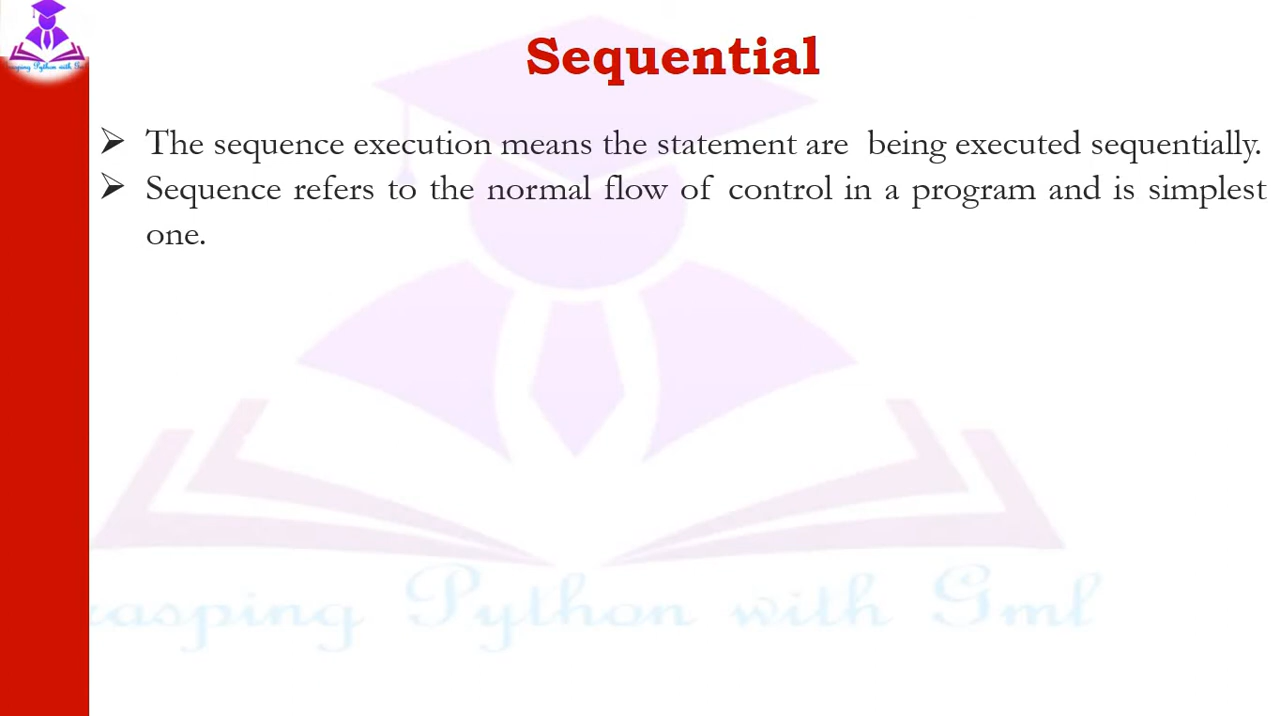 Sequential
➢ The sequence execution means the statement are being executed sequentially.
➢ Sequence refers to the normal flow of control in a program and is simplest
one.
rasping Python with Gml